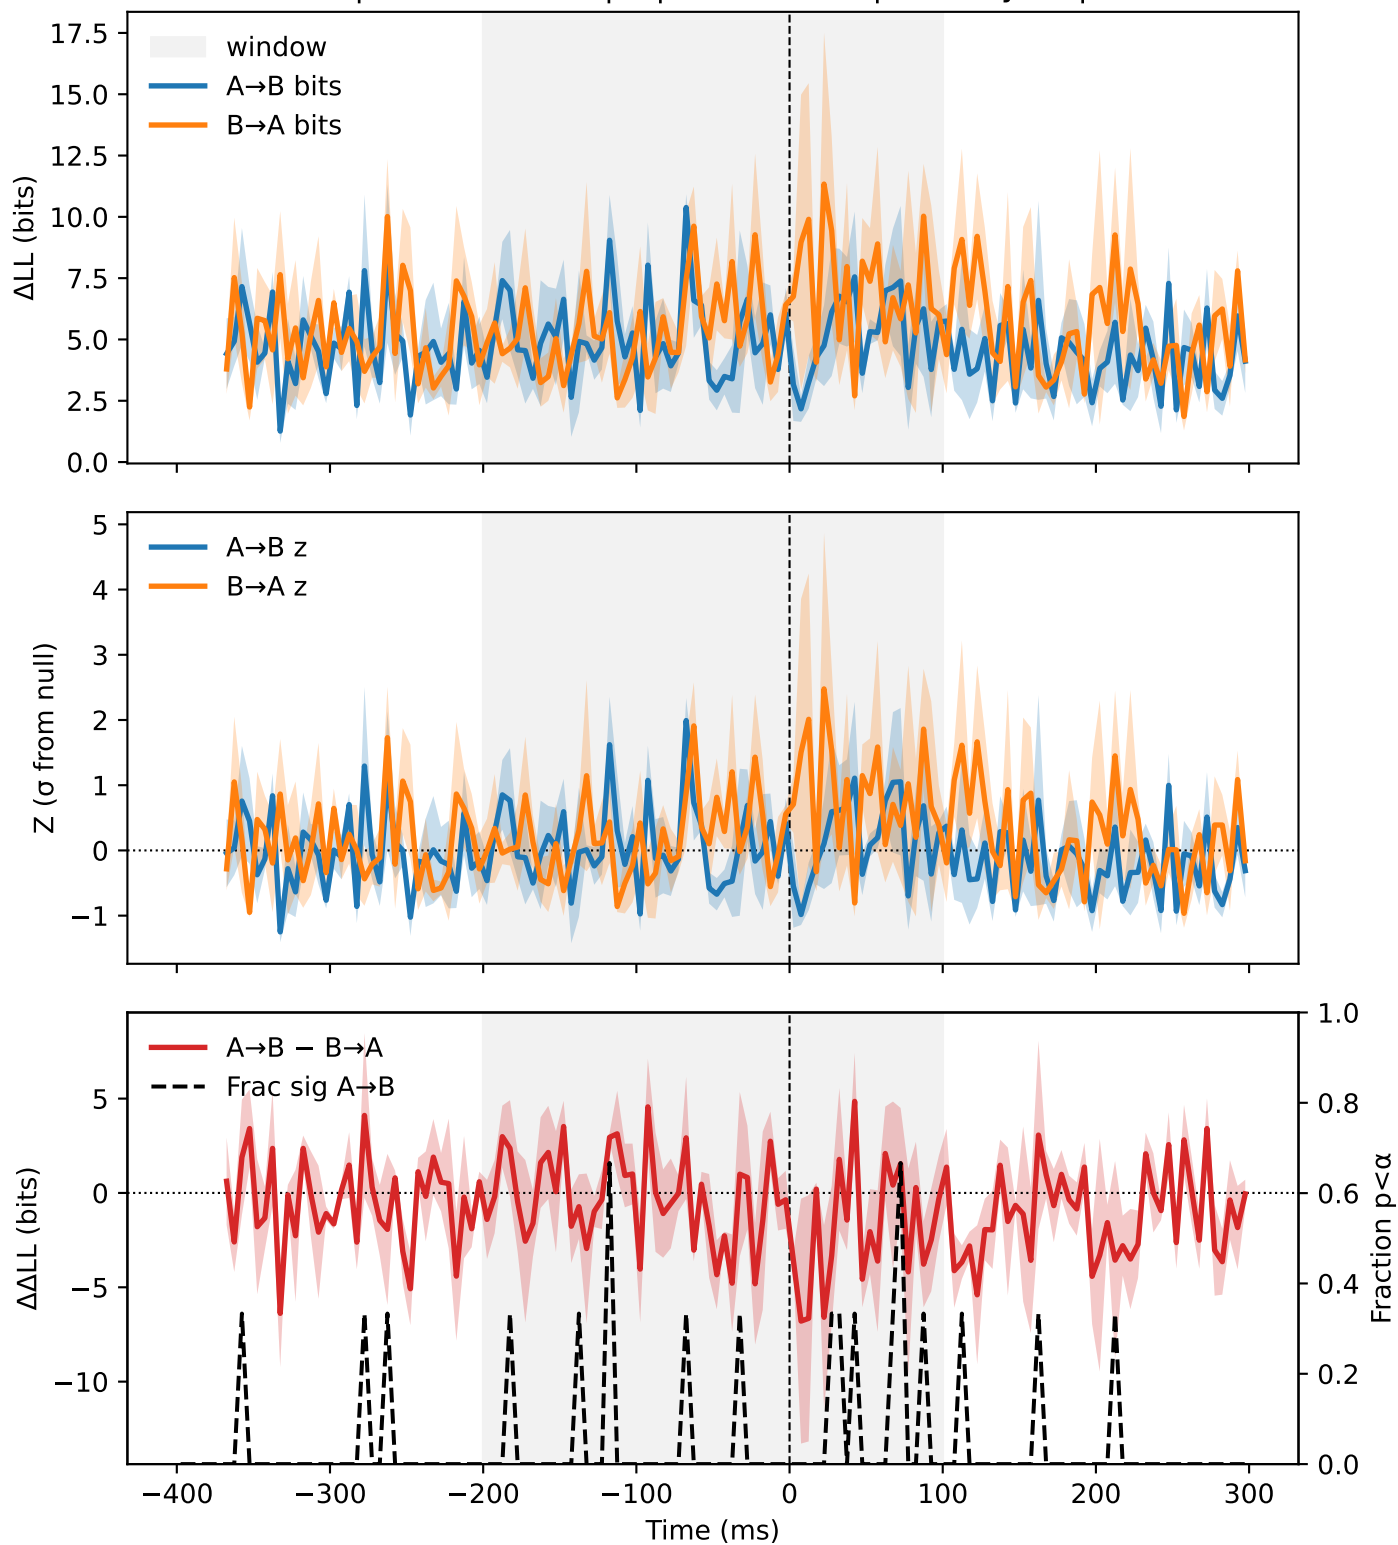 17.5
15.0
12.5
10.0
7.5
5.0
2.5
0.0
ΔLL (bits)
window
A→B bits
B→A bits
5
4
3
2
1
0
−1
Z (σ from null)
A→B z
B→A z
5
0
−5
−10
ΔΔLL (bits)
A→B − B→A
Frac sig A→B
1.0
0.8
0.6
0.4
0.2
0.0
Fraction p<α
−400 −300 −200 −100 0 100 200 300
Time (ms)